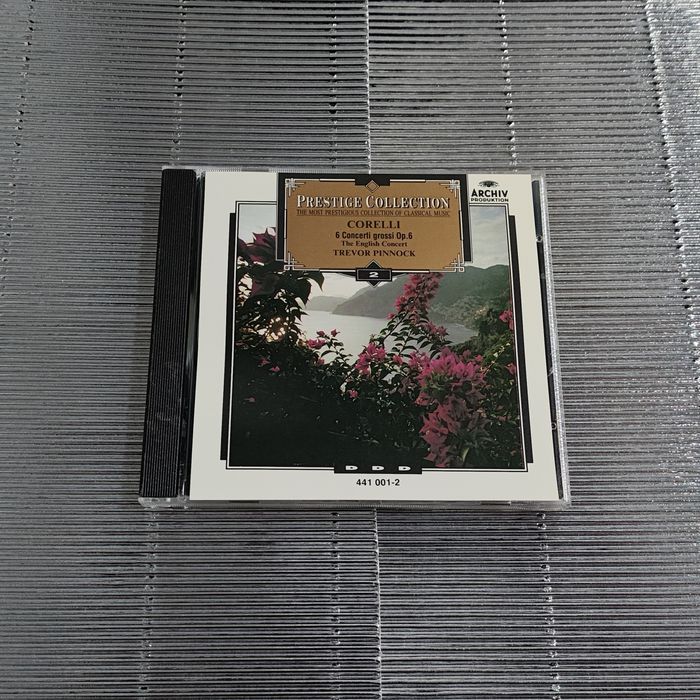 PRESTIGE COLLECTION
THE MOST PRESTIGIOUS COLLECTION OF CLASSICAL MUSIC
CORELLI
6 Concerti grossi Op.6
The English Concert
TREVOR PINNOCK
2
ARCHIV
PRODUKTION
D D D
441 001-2